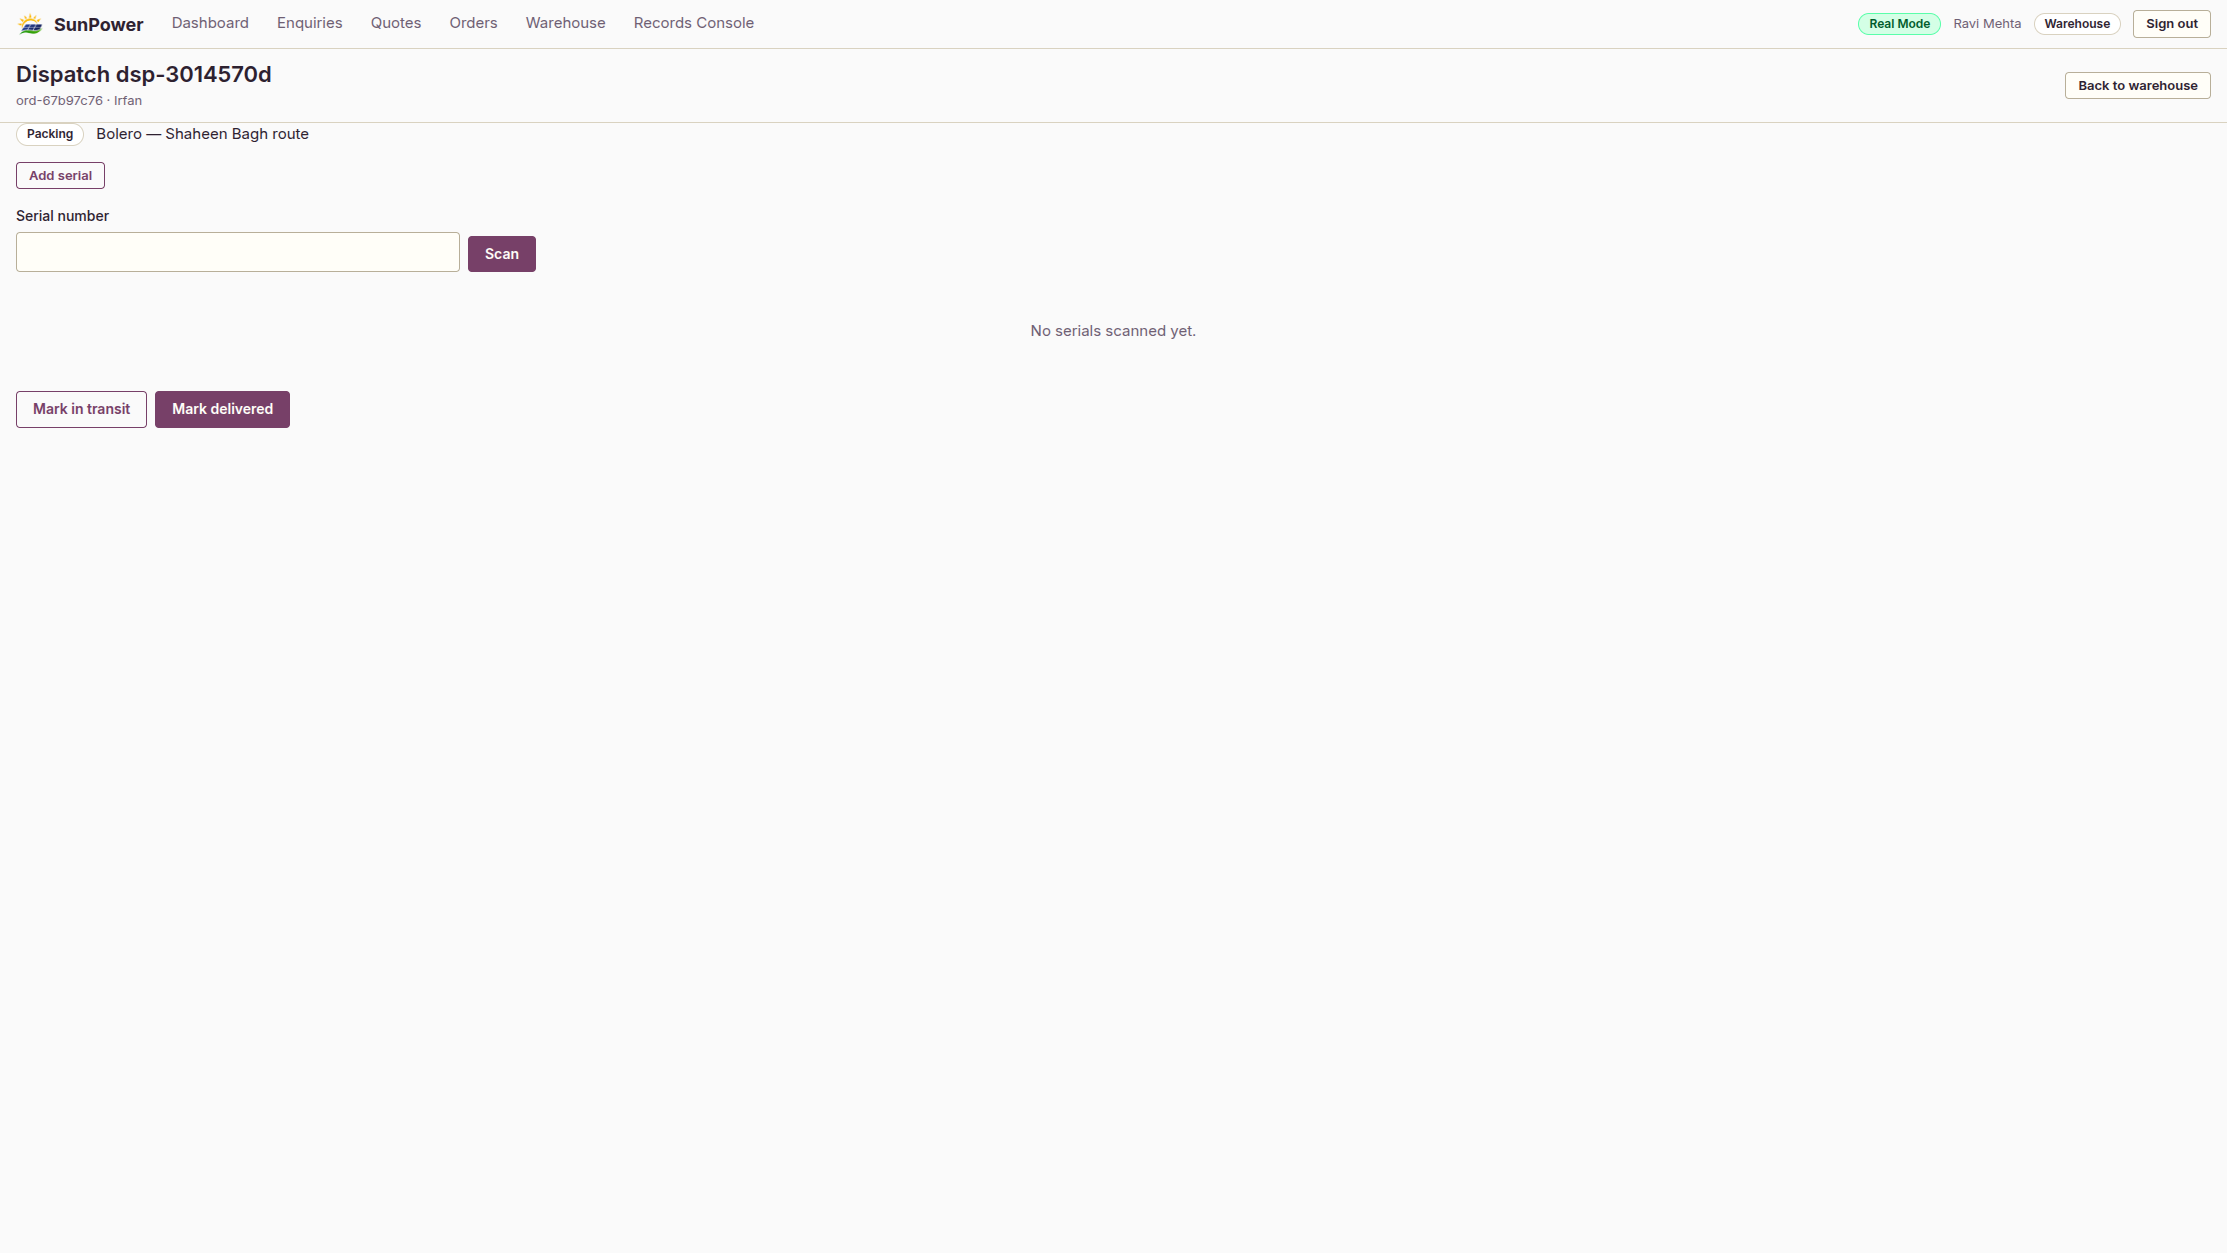 SunPower Dashboard Enquiries Quotes Orders Warehouse Records Console Real Mode Ravi Mehta Warehouse Sign out
Dispatch dsp-3014570d
ord-67b97c76 · Irfan
Back to warehouse
Packing Bolero — Shaheen Bagh route
Add serial
Serial number
Scan
No serials scanned yet.
Mark in transit Mark delivered